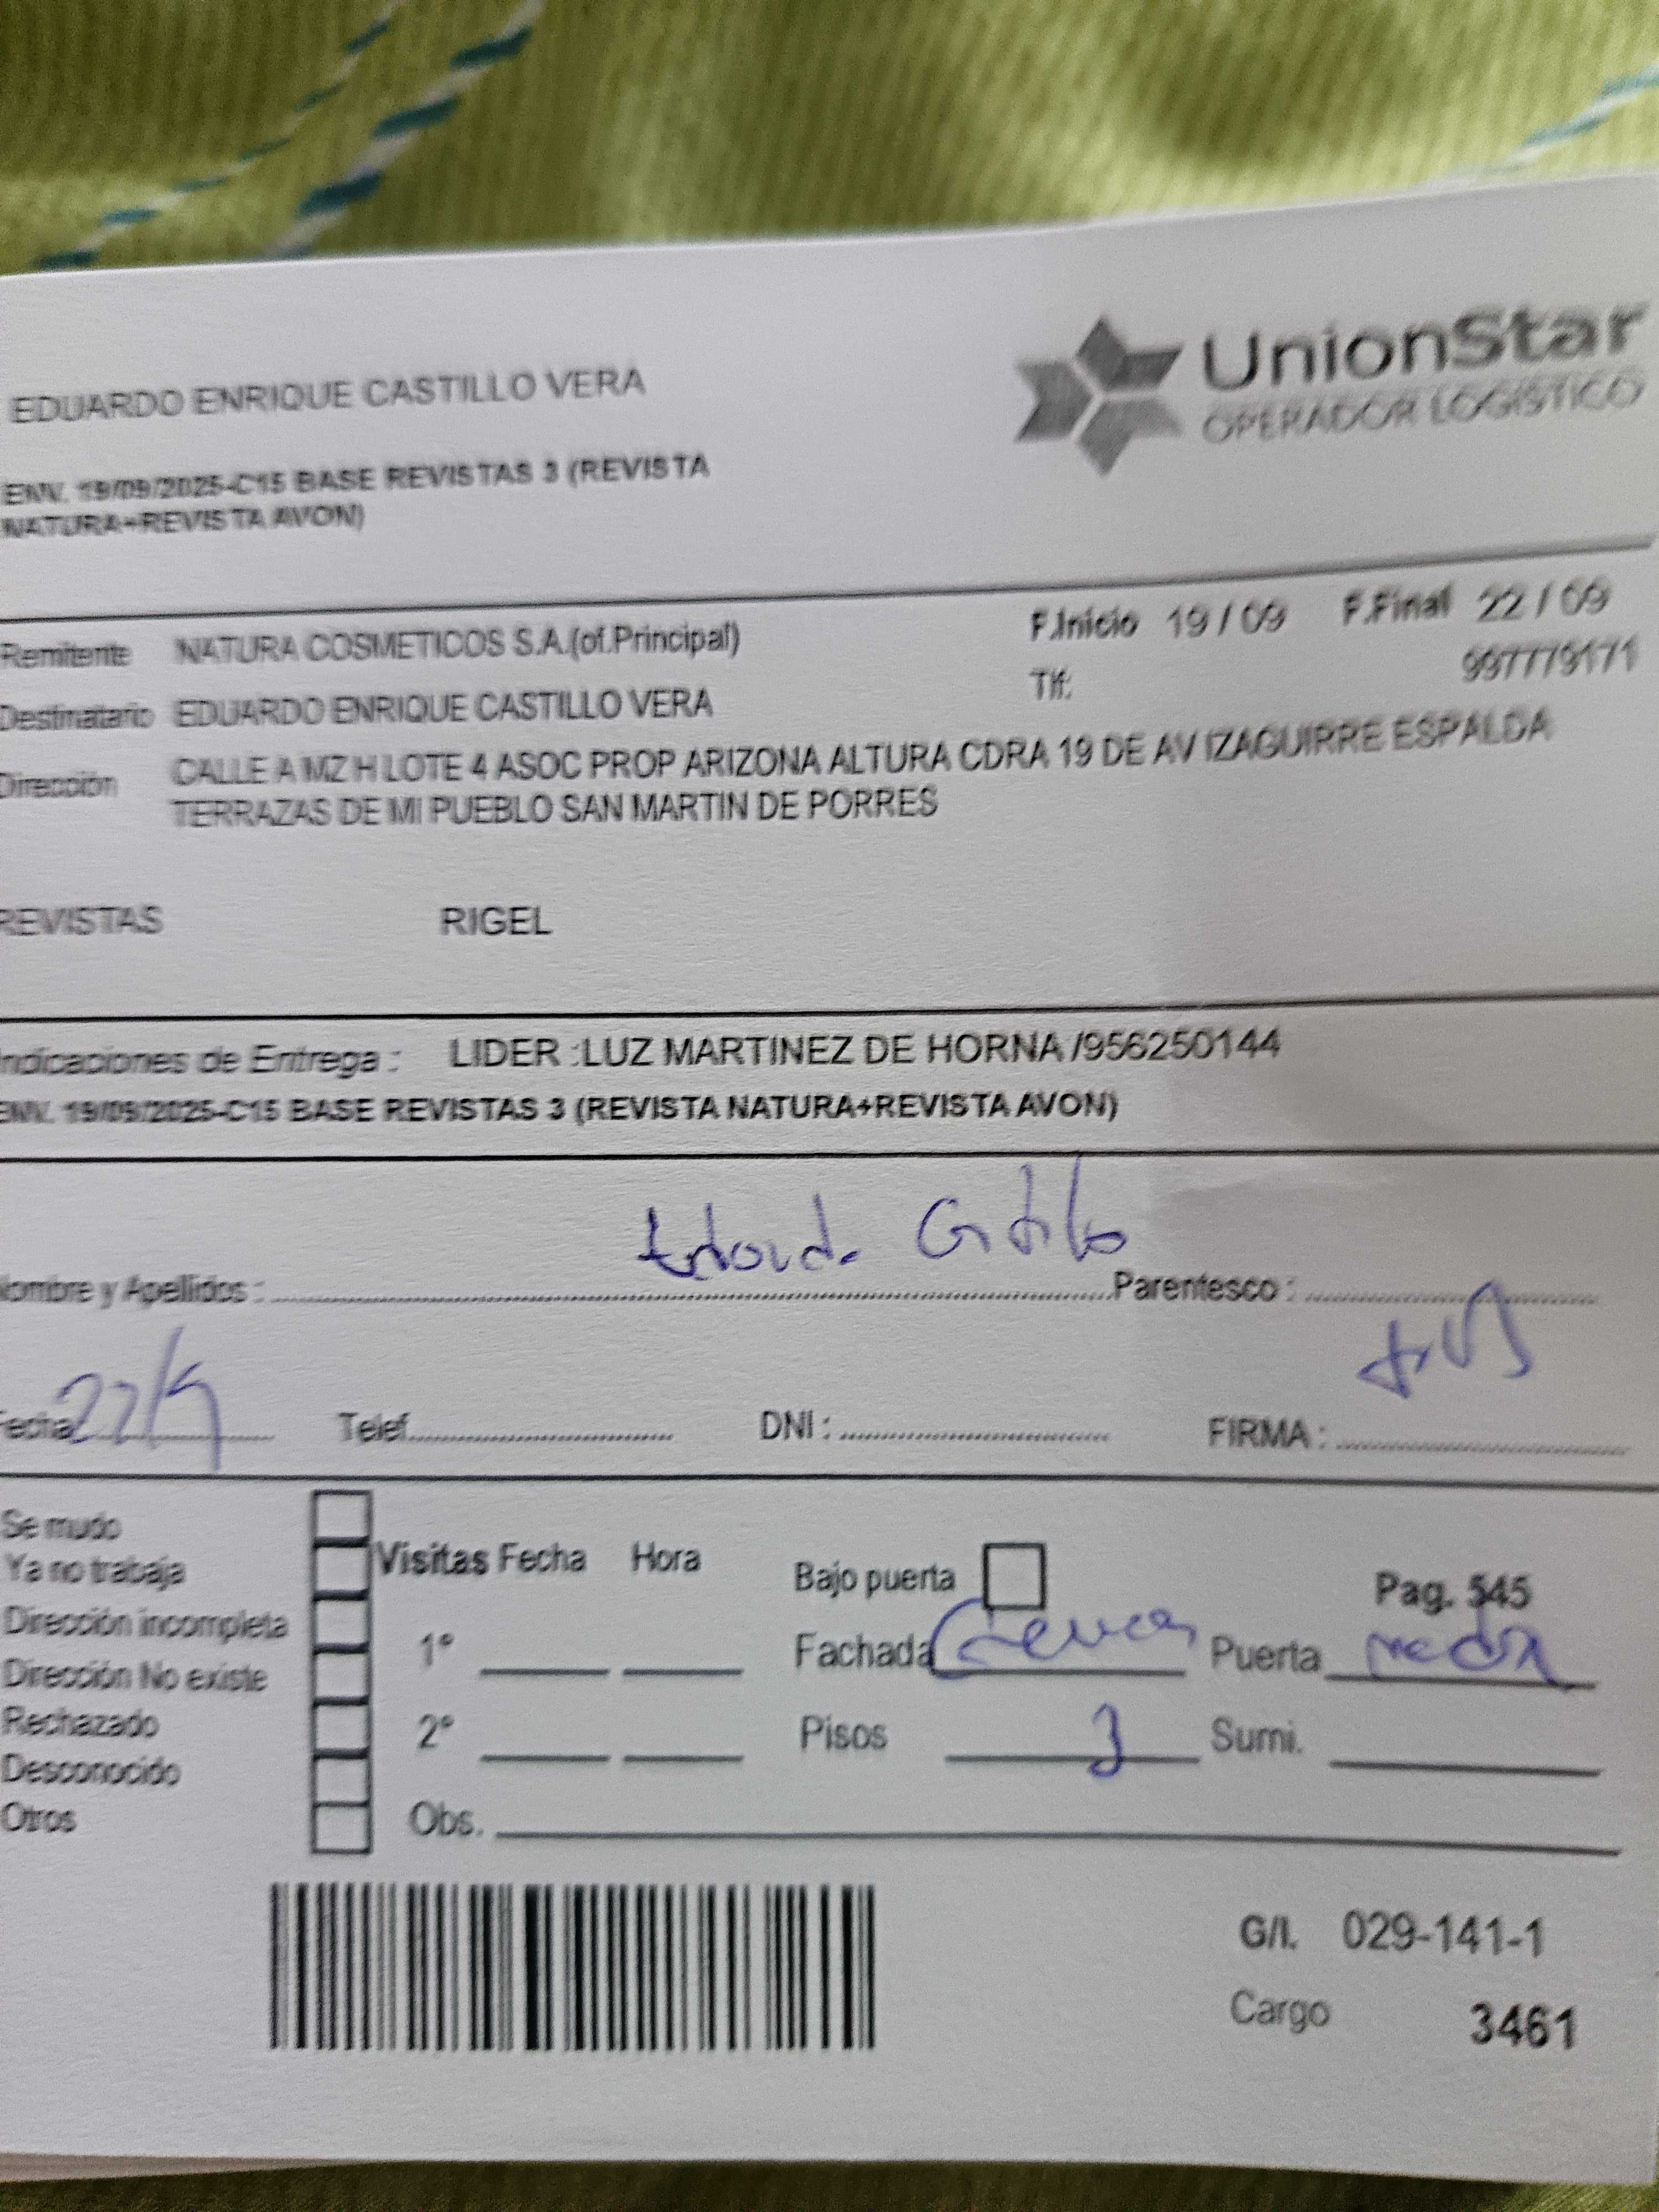 UnionStar
OPERADOR LOGISTICO
EDUARDO ENRIQUE CASTILLO VERA
ENV. 19/09/2025-C15 BASE REVISTAS 3 (REVISTA
NATURA+REVISTA AVON)
Remitente NATURA COSMETICOS S.A.(of.Principal) F.Inicio 19 / 09 F.Final 22 / 09
Destinatario EDUARDO ENRIQUE CASTILLO VERA Tlf: 997779171
Dirección CALLE A MZ H LOTE 4 ASOC PROP ARIZONA ALTURA CDRA 19 DE AV IZAGUIRRE ESPALDA
TERRAZAS DE MI PUEBLO SAN MARTIN DE PORRES
REVISTAS RIGEL
Indicaciones de Entrega : LIDER :LUZ MARTINEZ DE HORNA /956250144
ENV. 19/09/2025-C15 BASE REVISTAS 3 (REVISTA NATURA+REVISTA AVON)
Nombre y Apellidos : Eduardo Castillo Parentesco :
Fecha 22/9 Telef. DNI : FIRMA :
Se mudo
Ya no trabaja
Dirección incompleta
Dirección No existe
Rechazado
Desconocido
Otros
Visitas Fecha Hora
1°
2°
Obs.
Bajo puerta Pag. 545
Fachada Puerta
Pisos 3 Sumi.
G/I. 029-141-1
Cargo 3461